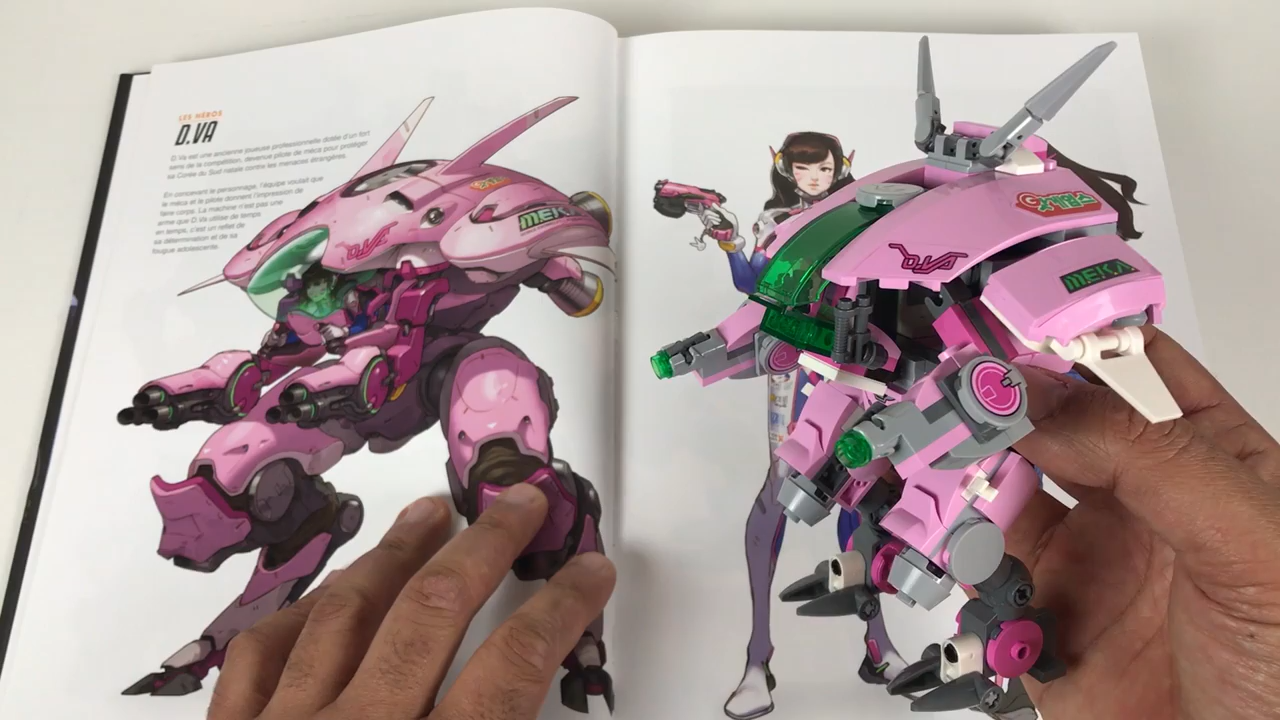 LES HÉROS
D.VA
D.Va est une ancienne joueuse professionnelle dotée d'un fort
sens de la compétition, devenue pilote de méca pour protéger
sa Corée du Sud natale contre les menaces étrangères.
En concevant le personnage, l'équipe voulait que
le méca et le pilote donnent l'impression de
faire corps. La machine n'est pas une
arme que D.Va utilise de temps
en temps, c'est un reflet de
sa détermination et de sa
fougue adolescente.
D.VA
MEKA
D.VA
MEKA